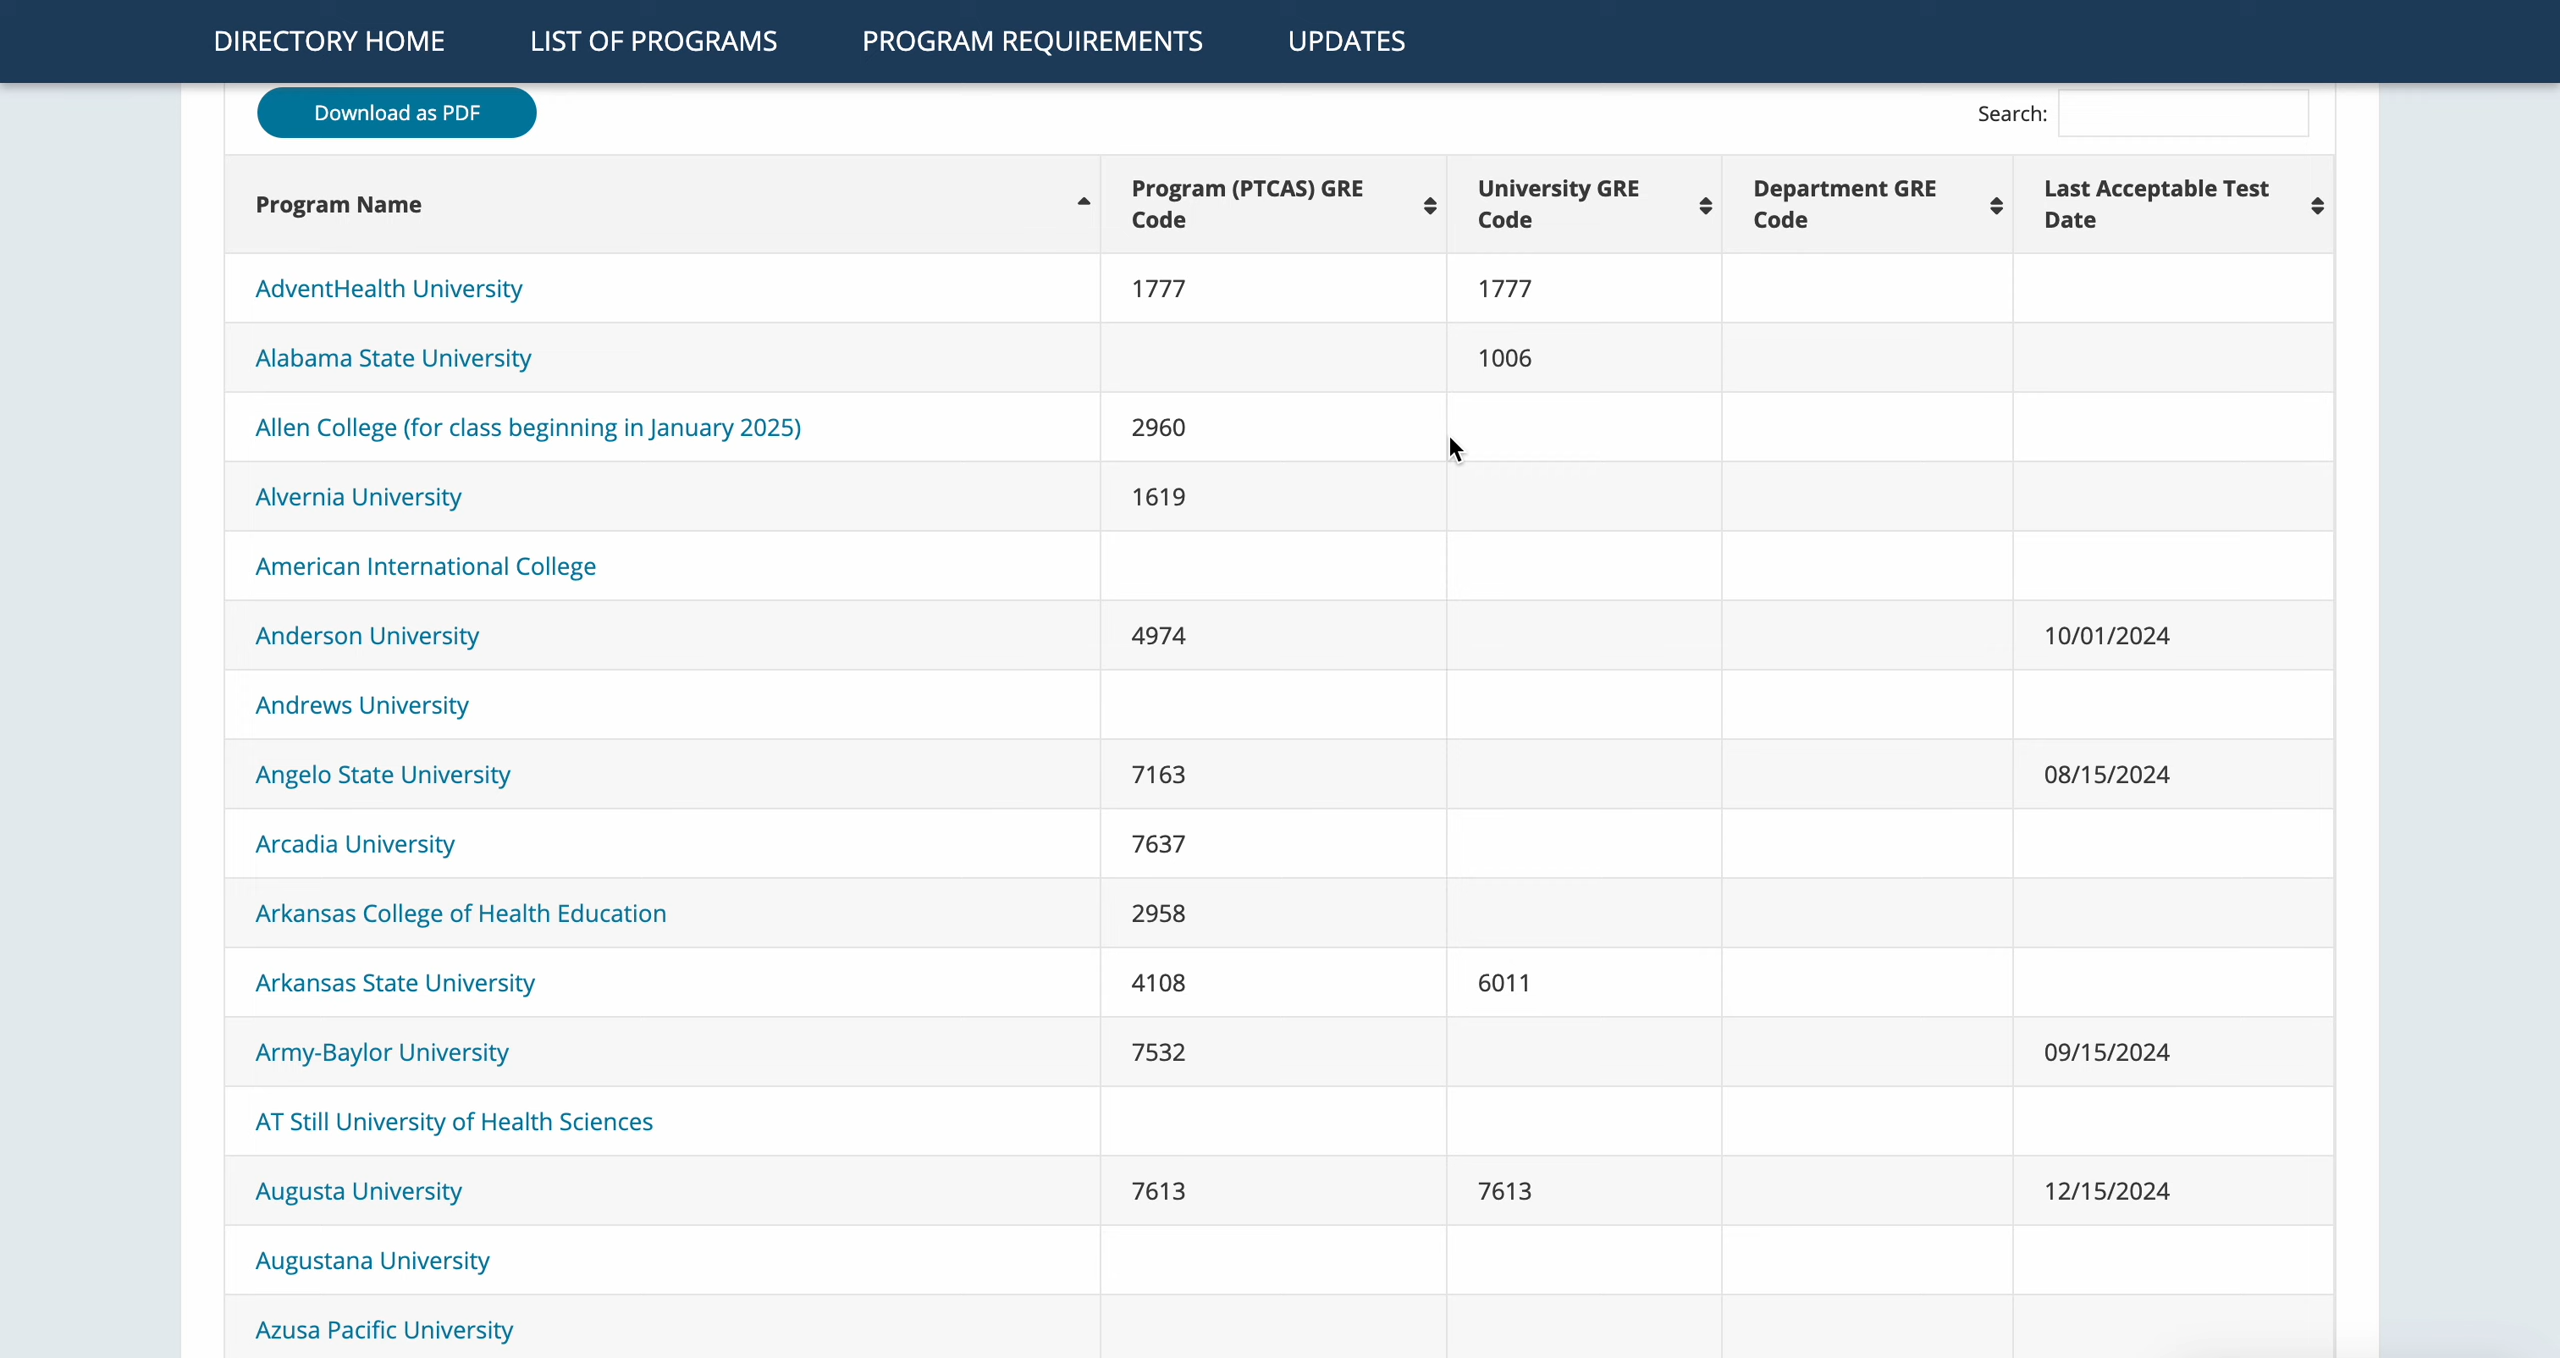 DIRECTORY HOME LIST OF PROGRAMS PROGRAM REQUIREMENTS UPDATES
Download as PDF Search:
Program Name Program (PTCAS) GRE Code University GRE Code Department GRE Code Last Acceptable Test Date
AdventHealth University 1777 1777
Alabama State University 1006
Allen College (for class beginning in January 2025) 2960
Alvernia University 1619
American International College
Anderson University 4974 10/01/2024
Andrews University
Angelo State University 7163 08/15/2024
Arcadia University 7637
Arkansas College of Health Education 2958
Arkansas State University 4108 6011
Army-Baylor University 7532 09/15/2024
AT Still University of Health Sciences
Augusta University 7613 7613 12/15/2024
Augustana University
Azusa Pacific University